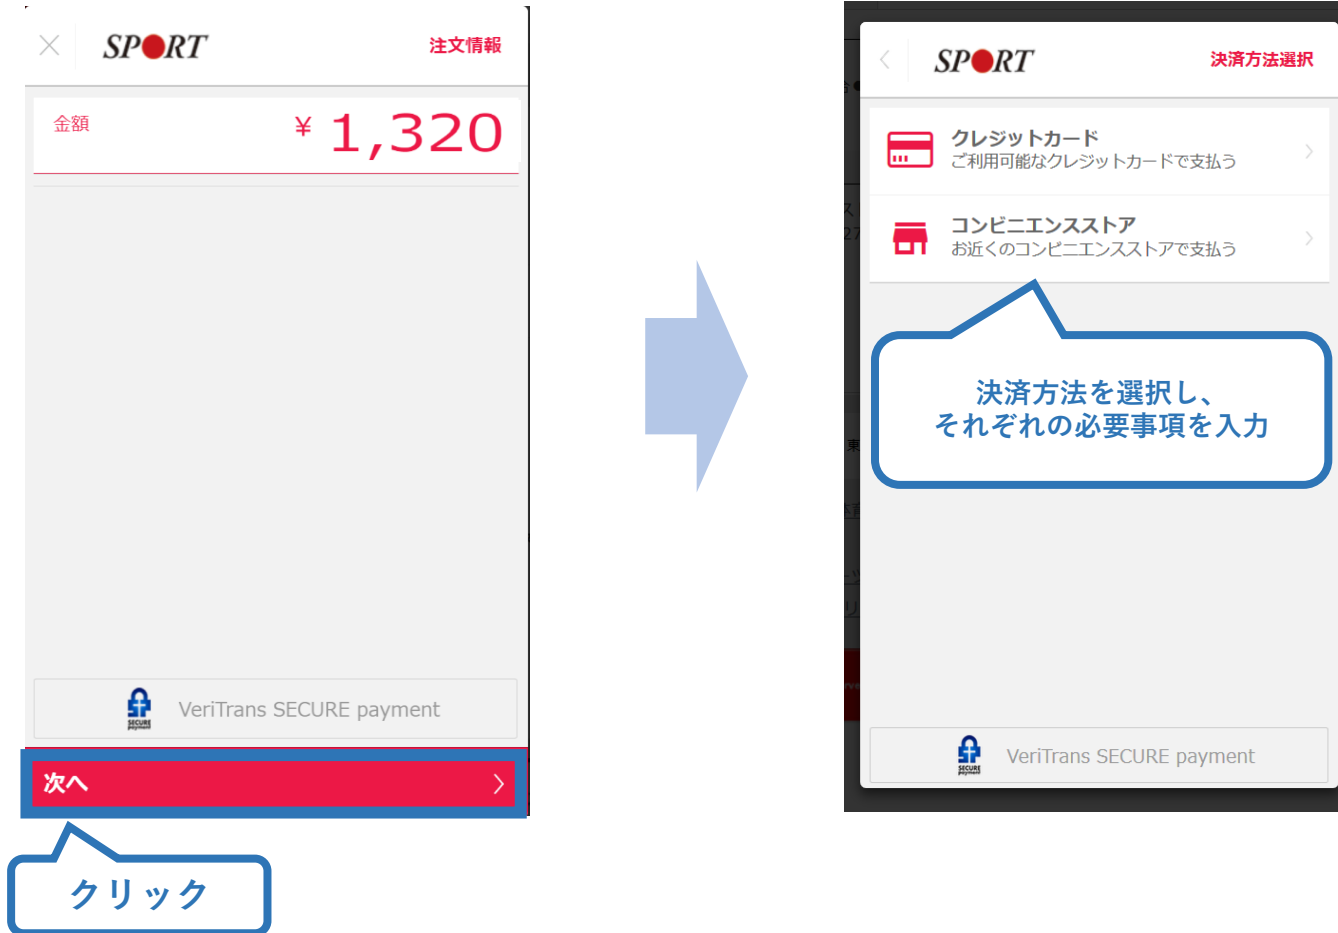 SPORT
注文情報
金額
¥ 1,320
SECURE
payment
VeriTrans SECURE payment
次へ
クリック
SPORT
決済方法選択
クレジットカード
ご利用可能なクレジットカードで支払う
コンビニエンスストア
お近くのコンビニエンスストアで支払う
決済方法を選択し、
それぞれの必要事項を入力
SECURE
payment
VeriTrans SECURE payment